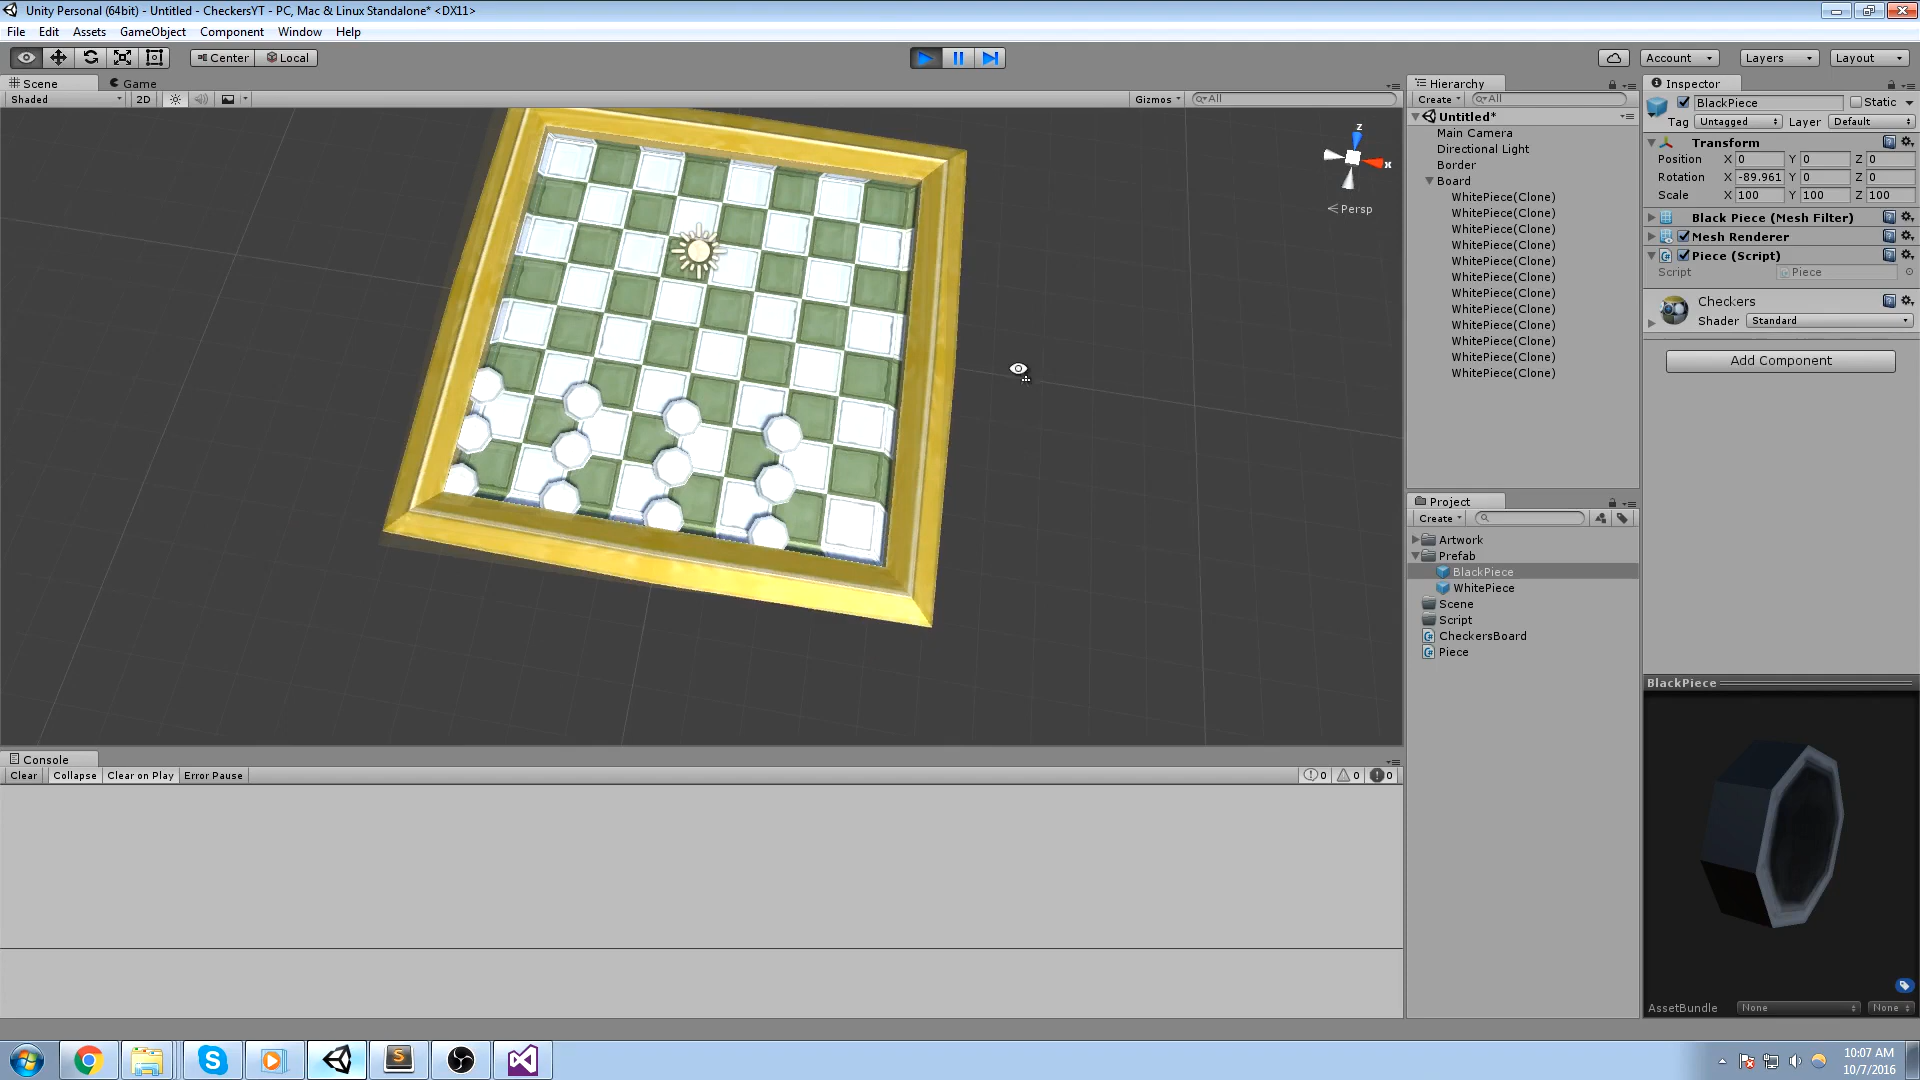 Unity Personal (64bit) - Untitled - CheckersYT - PC, Mac & Linux Standalone* <DX11>
File Edit Assets GameObject Component Window Help
Center Local
Account Layers Layout
Scene Game
Shaded 2D Gizmos All
z
x
Persp
Hierarchy
Create All
Untitled*
Main Camera
Directional Light
Border
Board
WhitePiece(Clone)
WhitePiece(Clone)
WhitePiece(Clone)
WhitePiece(Clone)
WhitePiece(Clone)
WhitePiece(Clone)
WhitePiece(Clone)
WhitePiece(Clone)
WhitePiece(Clone)
WhitePiece(Clone)
WhitePiece(Clone)
WhitePiece(Clone)
Project
Create
Artwork
Prefab
BlackPiece
WhitePiece
Scene
Script
CheckersBoard
Piece
Inspector
BlackPiece Static
Tag Untagged Layer Default
Transform
Position X 0 Y 0 Z 0
Rotation X -89.961 Y 0 Z 0
Scale X 100 Y 100 Z 100
Black Piece (Mesh Filter)
Mesh Renderer
Piece (Script)
Script Piece
Checkers
Shader Standard
Add Component
BlackPiece
AssetBundle None None
Console
Clear Collapse Clear on Play Error Pause 0 0 0
10:07 AM
10/7/2016